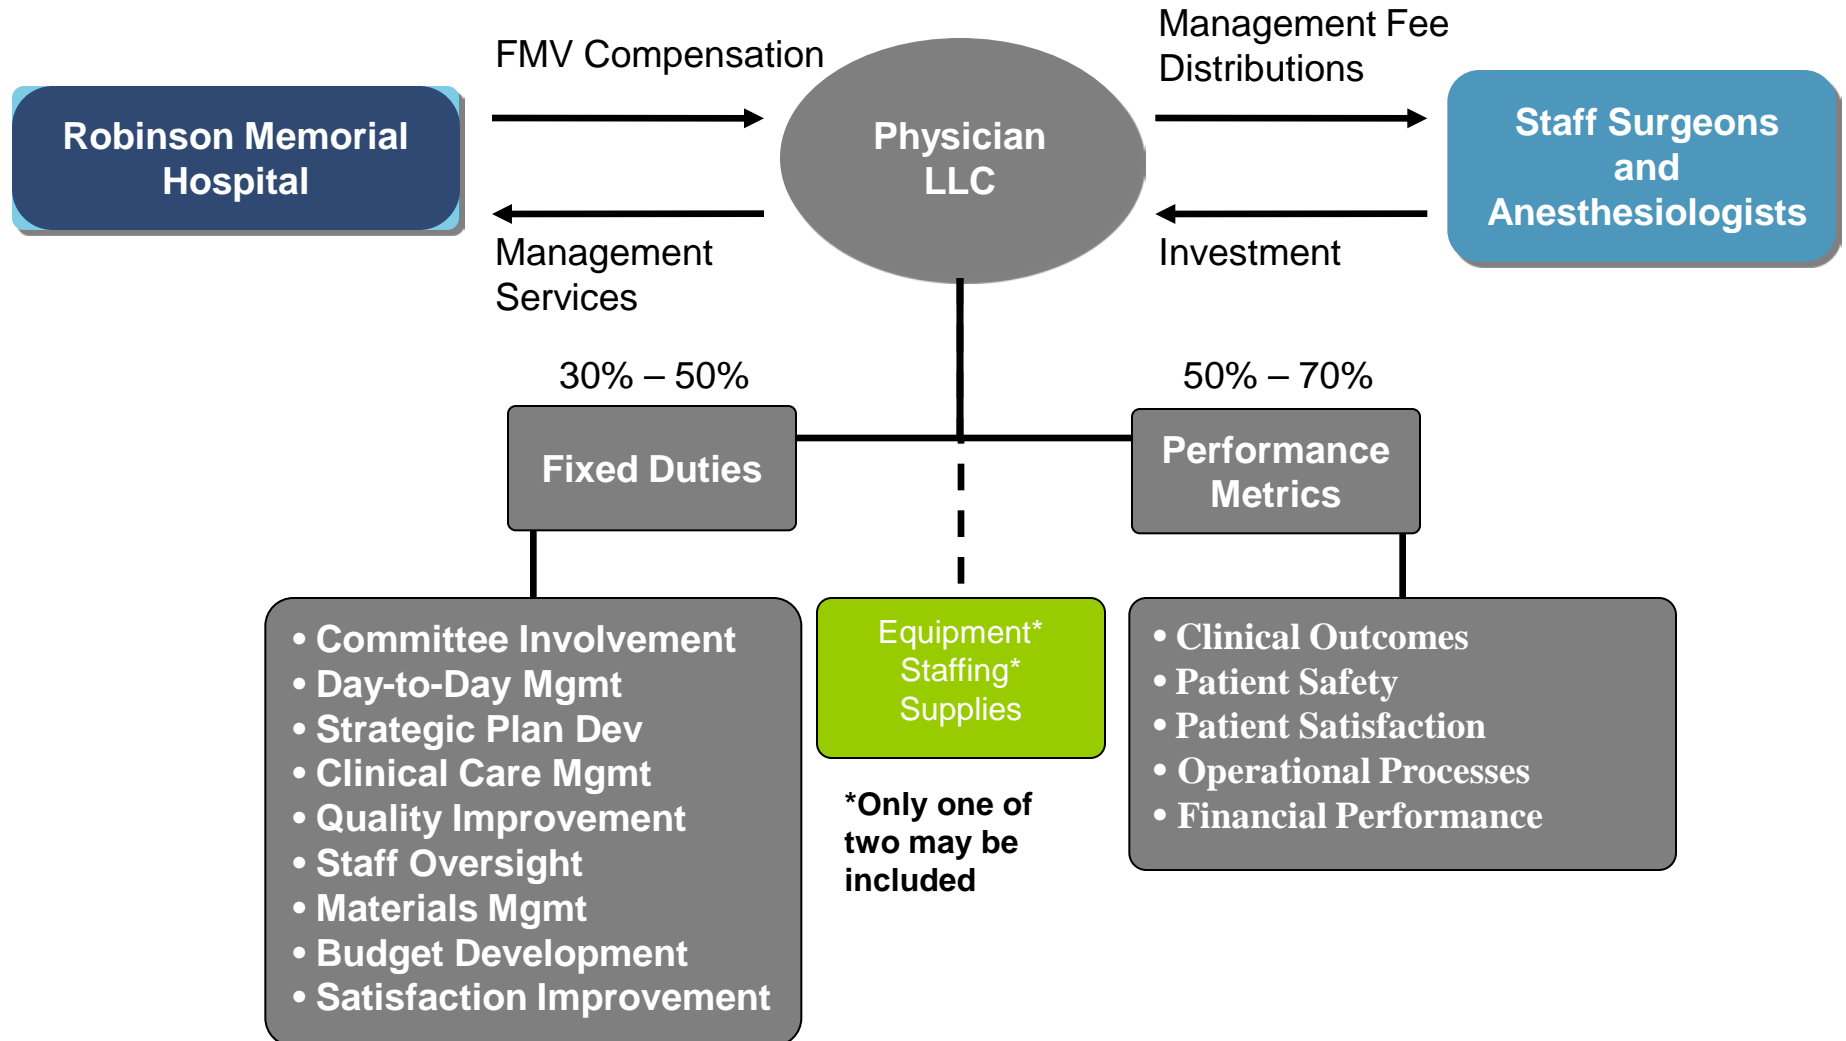 Robinson Memorial
Hospital
FMV Compensation
Management
Services
Physician
LLC
Management Fee
Distributions
Investment
Staff Surgeons
and
Anesthesiologists
30% – 50%
50% – 70%
Fixed Duties
Performance
Metrics
• Committee Involvement
• Day-to-Day Mgmt
• Strategic Plan Dev
• Clinical Care Mgmt
• Quality Improvement
• Staff Oversight
• Materials Mgmt
• Budget Development
• Satisfaction Improvement
Equipment*
Staffing*
Supplies
*Only one of
two may be
included
• Clinical Outcomes
• Patient Safety
• Patient Satisfaction
• Operational Processes
• Financial Performance